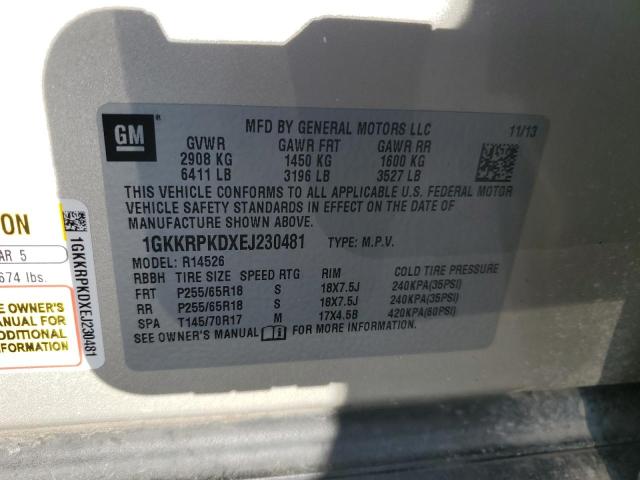 GM
®
MFD BY GENERAL MOTORS LLC
11/13
GVWR GAWR FRT GAWR RR
2908 KG 1450 KG 1600 KG
6411 LB 3196 LB 3527 LB
THIS VEHICLE CONFORMS TO ALL APPLICABLE U.S. FEDERAL MOTOR
VEHICLE SAFETY STANDARDS IN EFFECT ON THE DATE OF
MANUFACTURE SHOWN ABOVE.
1GKKRPKDXEJ230481 TYPE: M.P.V.
MODEL: R14526
RBBH TIRE SIZE SPEED RTG RIM COLD TIRE PRESSURE
FRT P255/65R18 S 18X7.5J 240KPA(35PSI)
RR P255/65R18 S 18X7.5J 240KPA(35PSI)
SPA T145/70R17 M 17X4.5B 420KPA(60PSI)
SEE OWNER'S MANUAL FOR MORE INFORMATION
ION
AR 5
674 lbs.
EE OWNER'S
MANUAL FOR
ADDITIONAL
FORMATION
1GKKRPKDXEJ230481